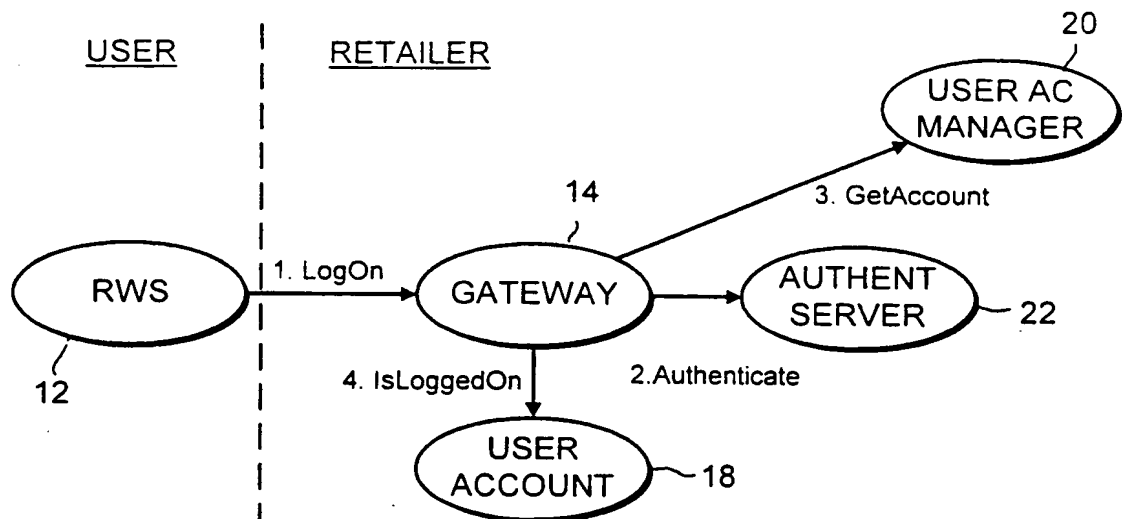 USER
RETAILER
20
USER AC
MANAGER
3. GetAccount
14
RWS
1. LogOn
GATEWAY
AUTHENT
SERVER
22
12
4. IsLoggedOn
2.Authenticate
USER
ACCOUNT
18